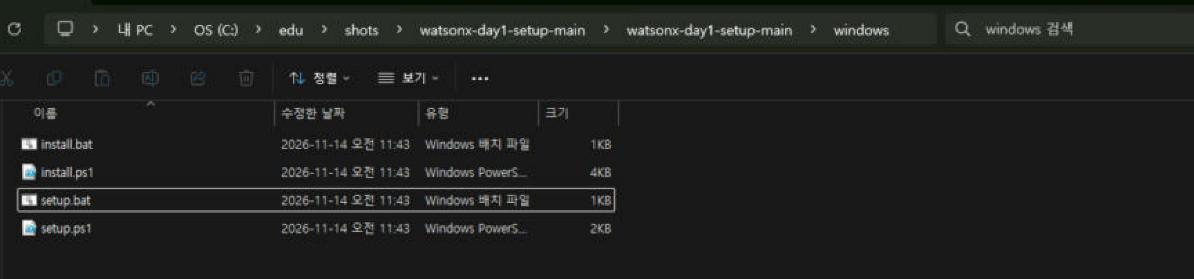 내 PC > OS (C:) > edu > shots > watsonx-day1-setup-main > watsonx-day1-setup-main > windows windows 검색
정렬 보기 ...
이름 수정한 날짜 유형 크기
install.bat 2026-11-14 오전 11:43 Windows 배치 파일 1KB
install.ps1 2026-11-14 오전 11:43 Windows PowerS... 4KB
setup.bat 2026-11-14 오전 11:43 Windows 배치 파일 1KB
setup.ps1 2026-11-14 오전 11:43 Windows PowerS... 2KB